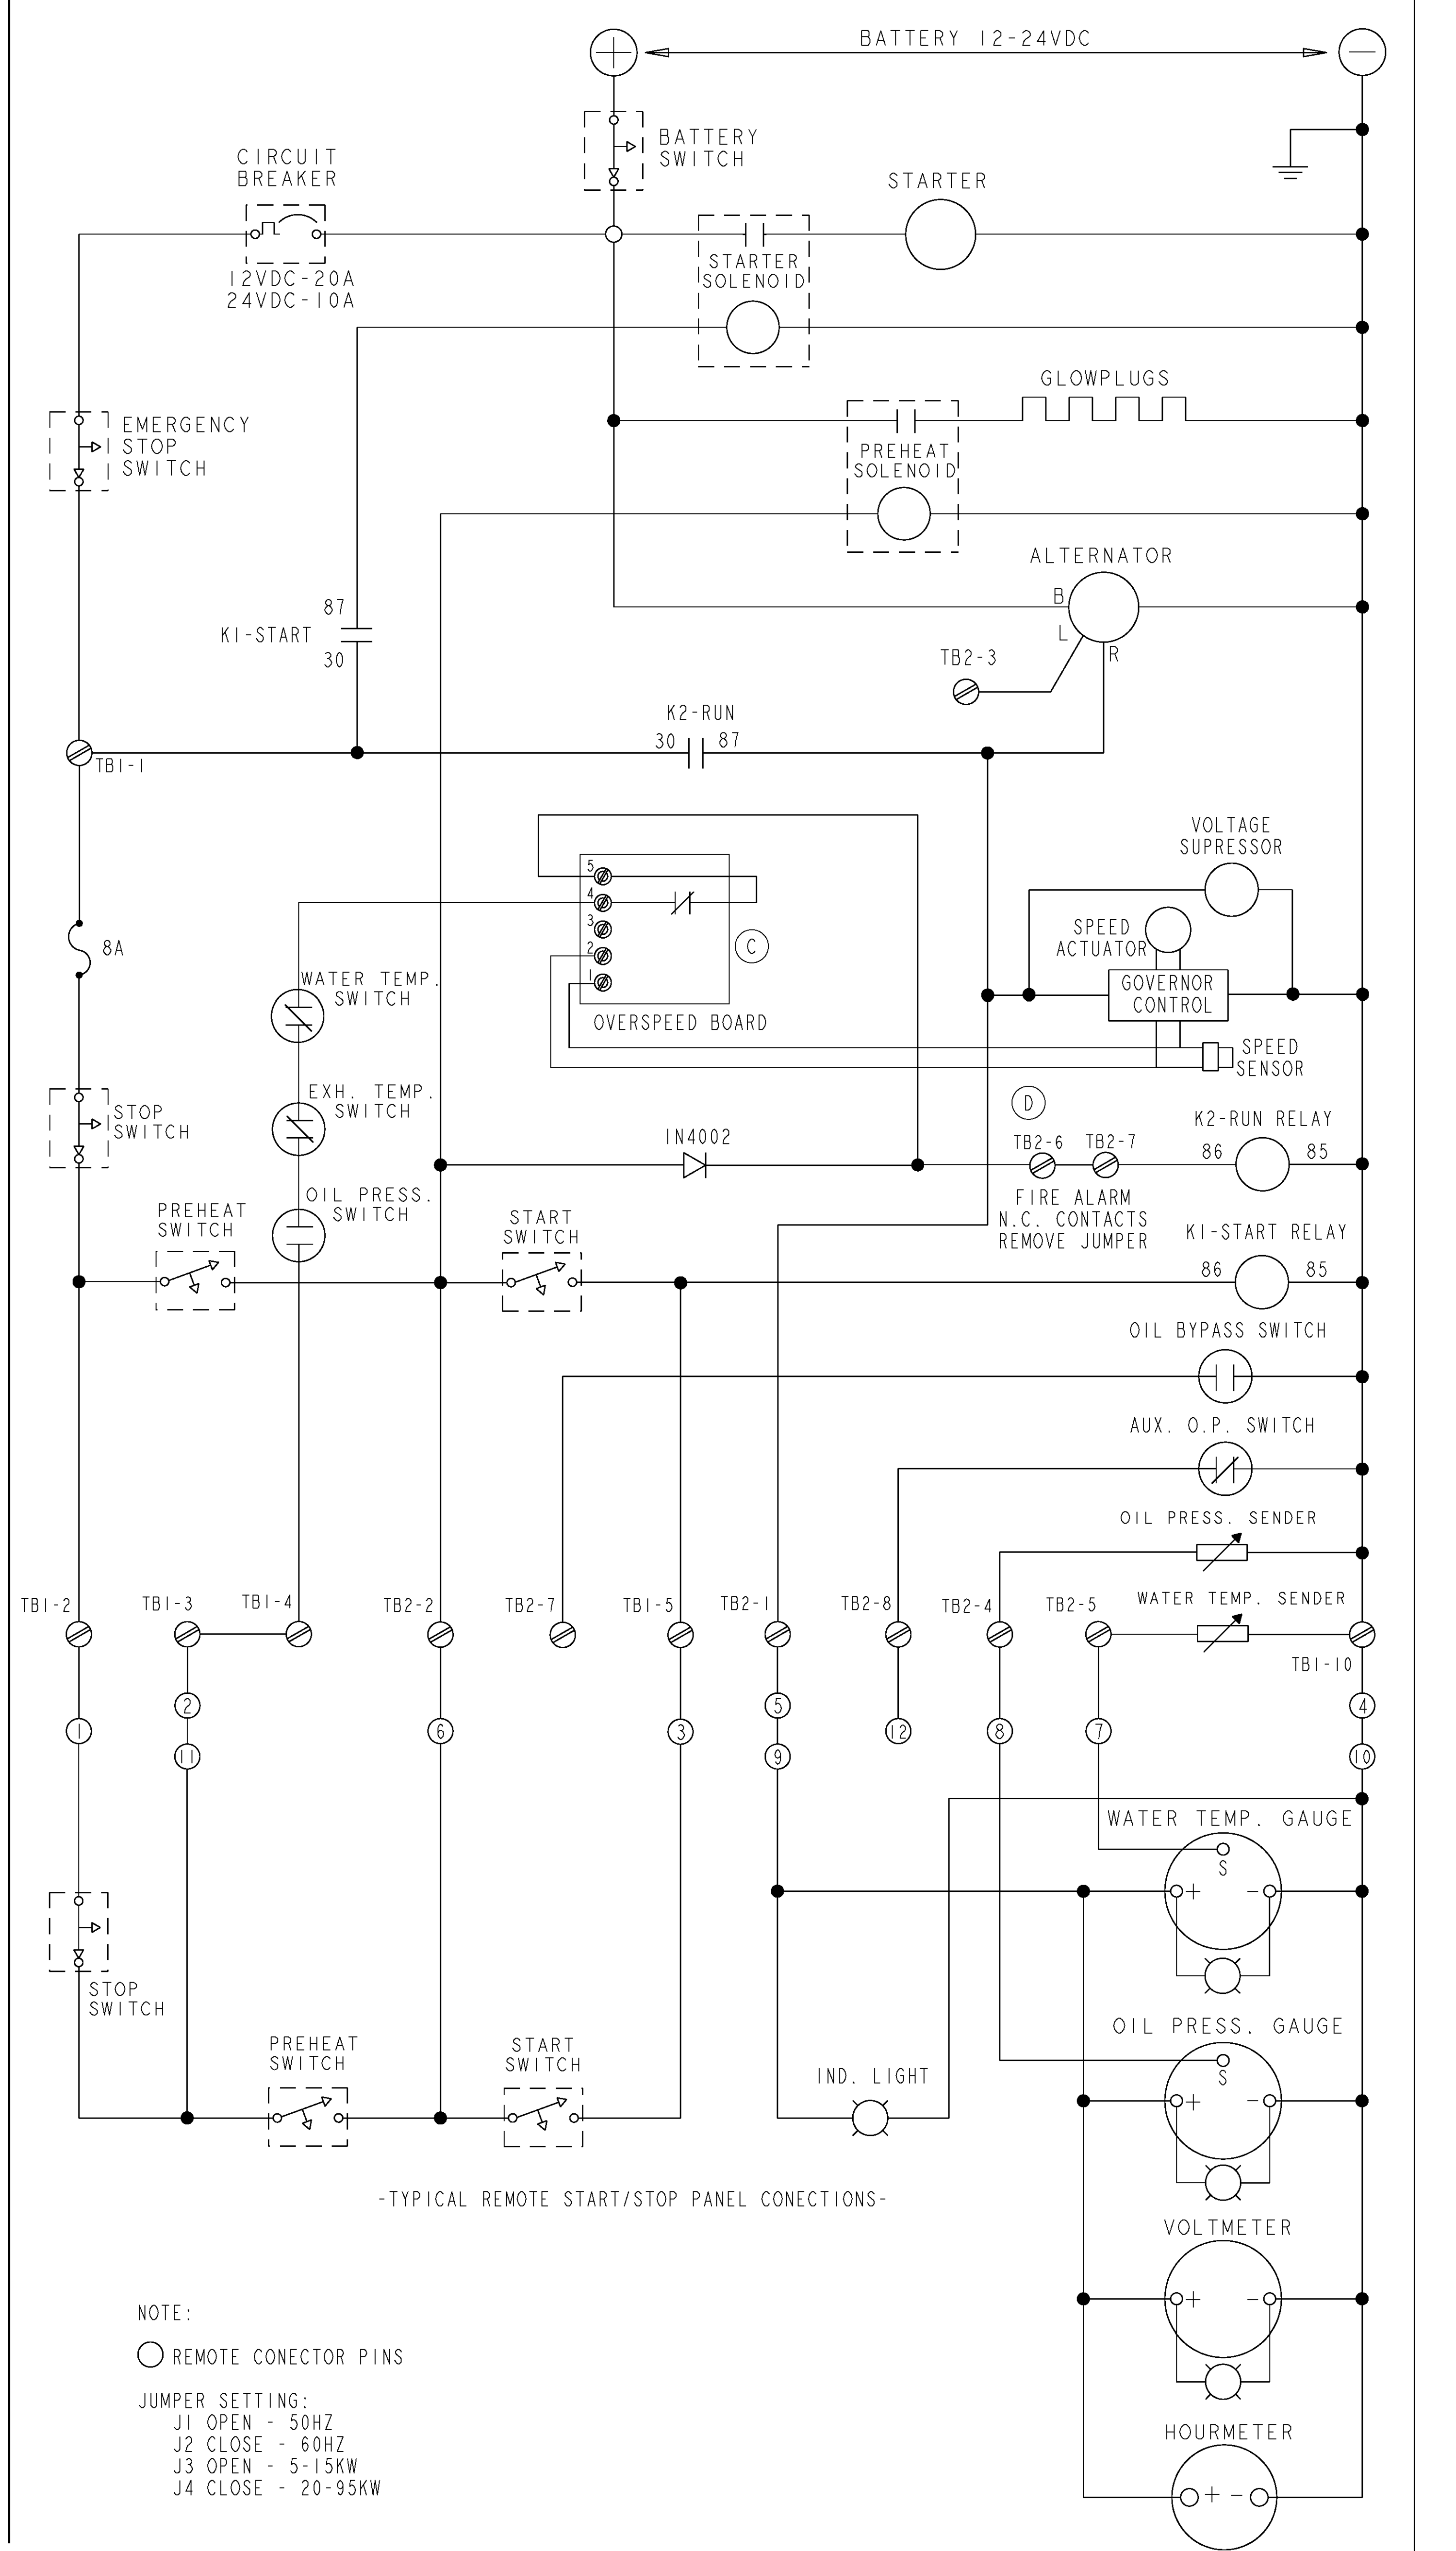 BATTERY 12-24VDC
BATTERY
SWITCH
CIRCUIT
BREAKER
12VDC-20A
24VDC-10A
STARTER
STARTER
SOLENOID
GLOWPLUGS
EMERGENCY
STOP
SWITCH
PREHEAT
SOLENOID
ALTERNATOR
B
L
R
87
K1-START
30
TB2-3
K2-RUN
30 87
TB1-1
VOLTAGE
SUPRESSOR
5
4
3
2
1
C
SPEED
ACTUATOR
8A
WATER TEMP.
SWITCH
GOVERNOR
CONTROL
OVERSPEED BOARD
SPEED
SENSOR
EXH. TEMP.
SWITCH
STOP
SWITCH
D
1N4002
TB2-6 TB2-7
K2-RUN RELAY
86 85
OIL PRESS.
SWITCH
PREHEAT
SWITCH
START
SWITCH
FIRE ALARM
N.C. CONTACTS
REMOVE JUMPER
K1-START RELAY
86 85
OIL BYPASS SWITCH
AUX. O.P. SWITCH
OIL PRESS. SENDER
WATER TEMP. SENDER
TB1-2 TB1-3 TB1-4 TB2-2 TB2-7 TB1-5 TB2-1 TB2-8 TB2-4 TB2-5
TB1-10
2 5 4
1 6 3 12 8 7
11 9 10
WATER TEMP. GAUGE
S
+ -
STOP
SWITCH
OIL PRESS. GAUGE
PREHEAT
SWITCH
START
SWITCH
IND. LIGHT
S
+ -
-TYPICAL REMOTE START/STOP PANEL CONECTIONS-
VOLTMETER
+ -
NOTE:
REMOTE CONECTOR PINS
JUMPER SETTING:
J1 OPEN - 50HZ
J2 CLOSE - 60HZ
J3 OPEN - 5-15KW
J4 CLOSE - 20-95KW
HOURMETER
+ -